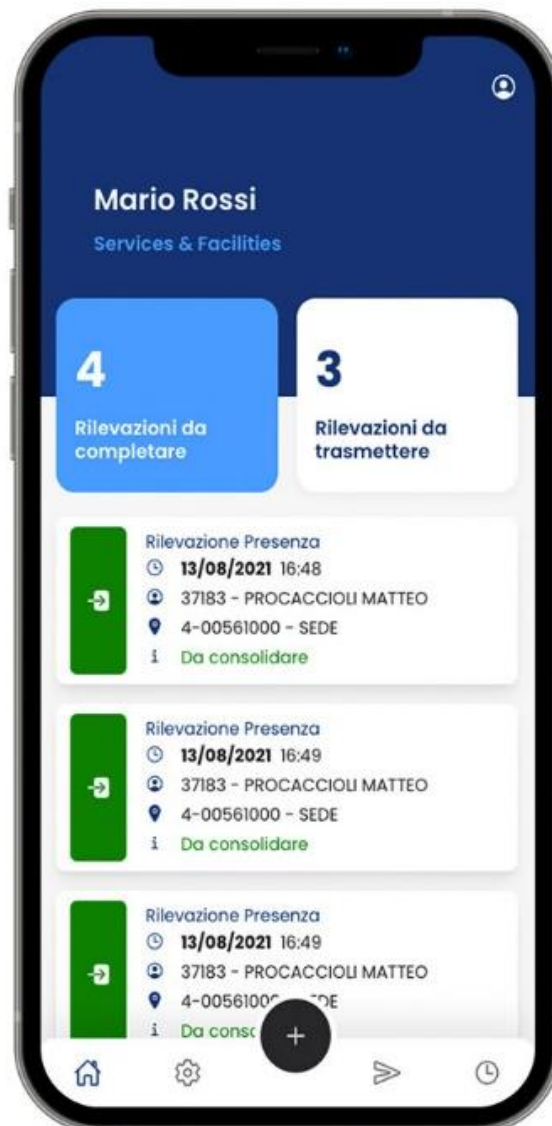 Mario Rossi
Services & Facilities
4
Rilevazioni da
completare
3
Rilevazioni da
trasmettere
Rilevazione Presenza
13/08/2021 16:48
37183 - PROCACCIOLI MATTEO
4-00561000 - SEDE
Da consolidare
Rilevazione Presenza
13/08/2021 16:49
37183 - PROCACCIOLI MATTEO
4-00561000 - SEDE
Da consolidare
Rilevazione Presenza
13/08/2021 16:49
37183 - PROCACCIOLI MATTEO
Da